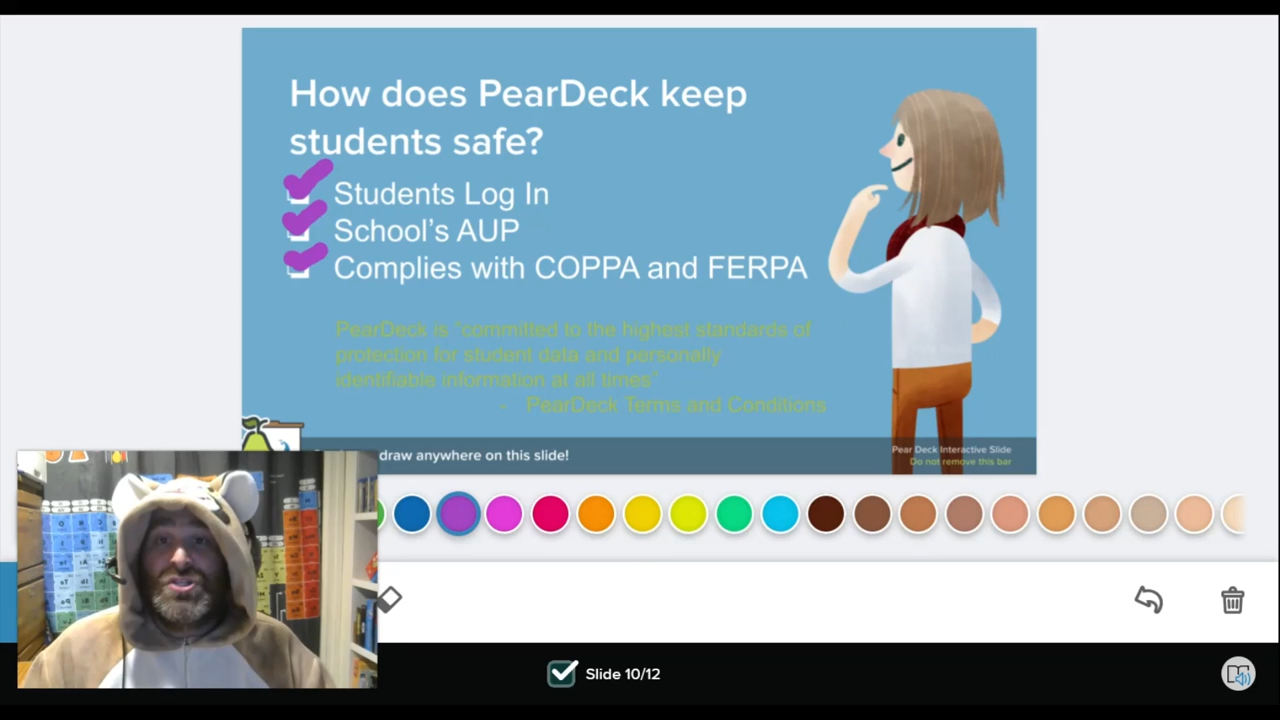 How does PearDeck keep
students safe?
Students Log In
School's AUP
Complies with COPPA and FERPA
PearDeck is "committed to the highest standards of
protection for student data and personally
identifiable information at all times"
- PearDeck Terms and Conditions
draw anywhere on this slide!
Pear Deck Interactive Slide
Do not remove this bar
Slide 10/12